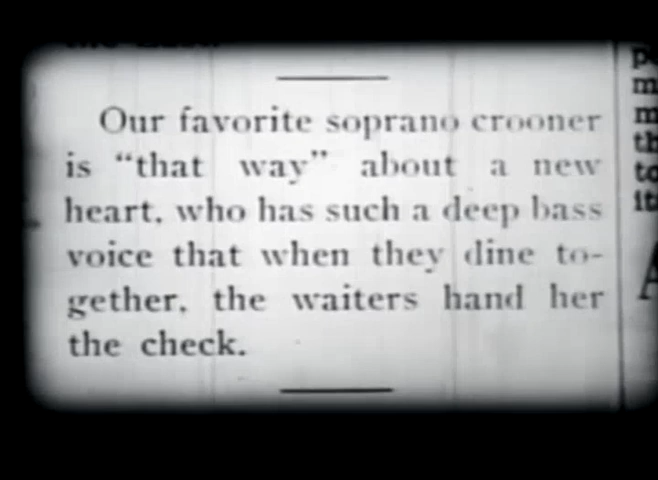 Our favorite soprano crooner
is “that way” about a new
heart, who has such a deep bass
voice that when they dine to-
gether, the waiters hand her
the check.